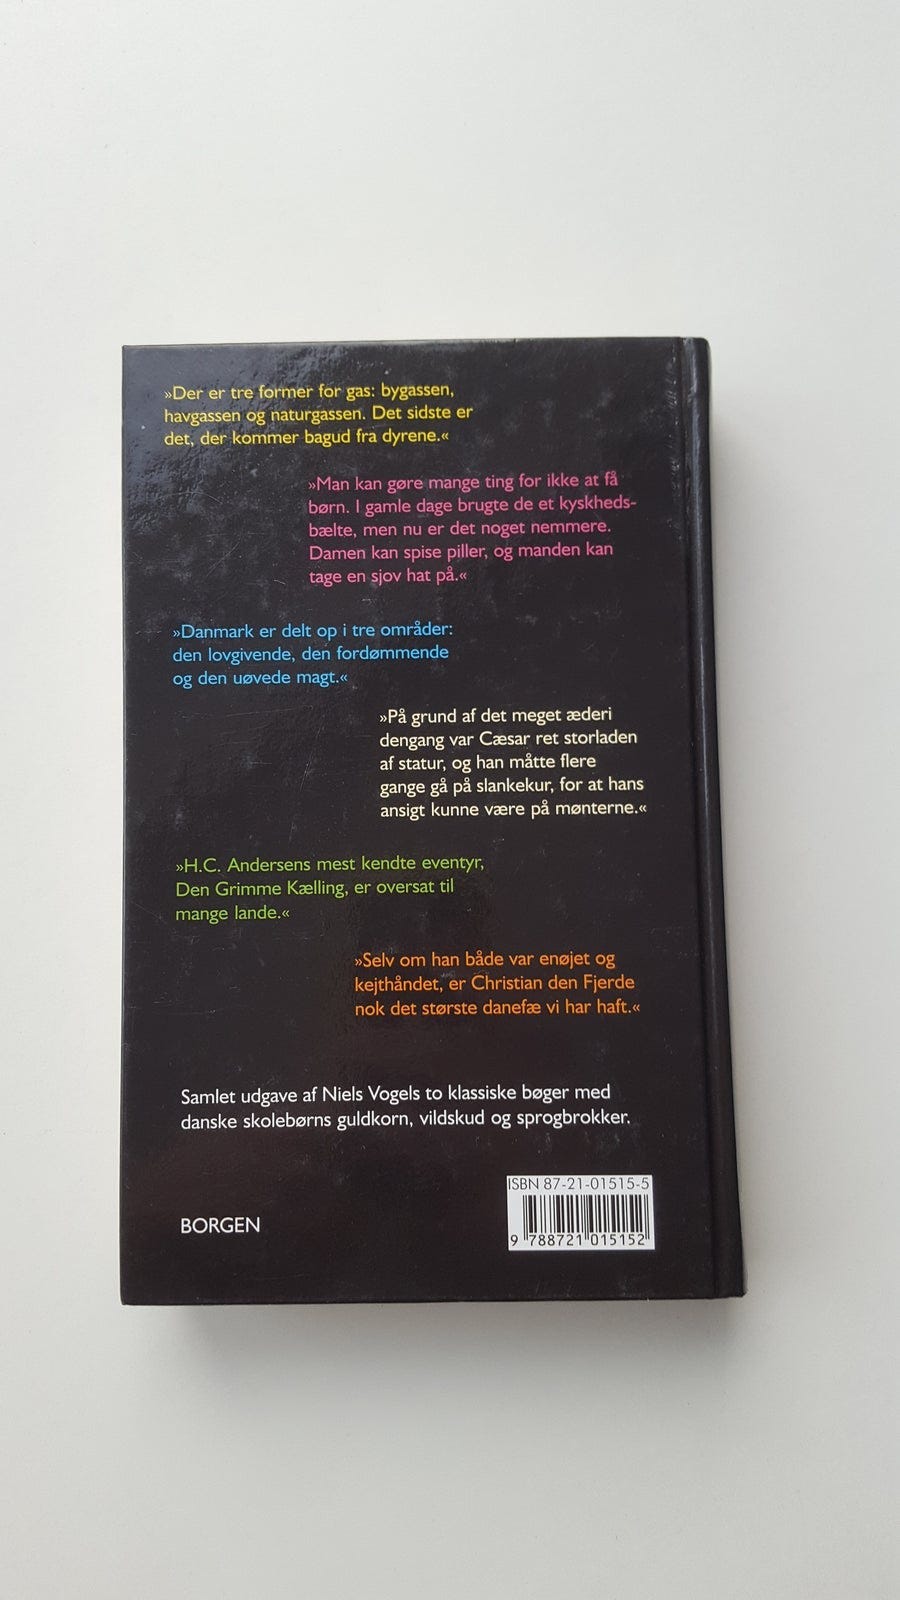 »Der er tre former for gas: bygassen,
havgassen og naturgassen. Det sidste er
det, der kommer bagud fra dyrene.«
»Man kan gøre mange ting for ikke at få
børn. I gamle dage brugte de et kyskheds-
bælte, men nu er det noget nemmere.
Damen kan spise piller, og manden kan
tage en sjov hat på.«
»Danmark er delt op i tre områder:
den lovgivende, den fordømmende
og den uøvede magt.«
»På grund af det meget æderi
dengang var Cæsar ret storladen
af statur, og han måtte flere
gange gå på slankekur, for at hans
ansigt kunne være på mønterne.«
»H.C. Andersens mest kendte eventyr,
Den Grimme Kælling, er oversat til
mange lande.«
»Selv om han både var enøjet og
kejthåndet, er Christian den Fjerde
nok det største danefæ vi har haft.«
Samlet udgave af Niels Vogels to klassiske bøger med
danske skolebørns guldkorn, vildskud og sprogbrokker.
ISBN 87-21-01515-5
BORGEN
9 788721 015152